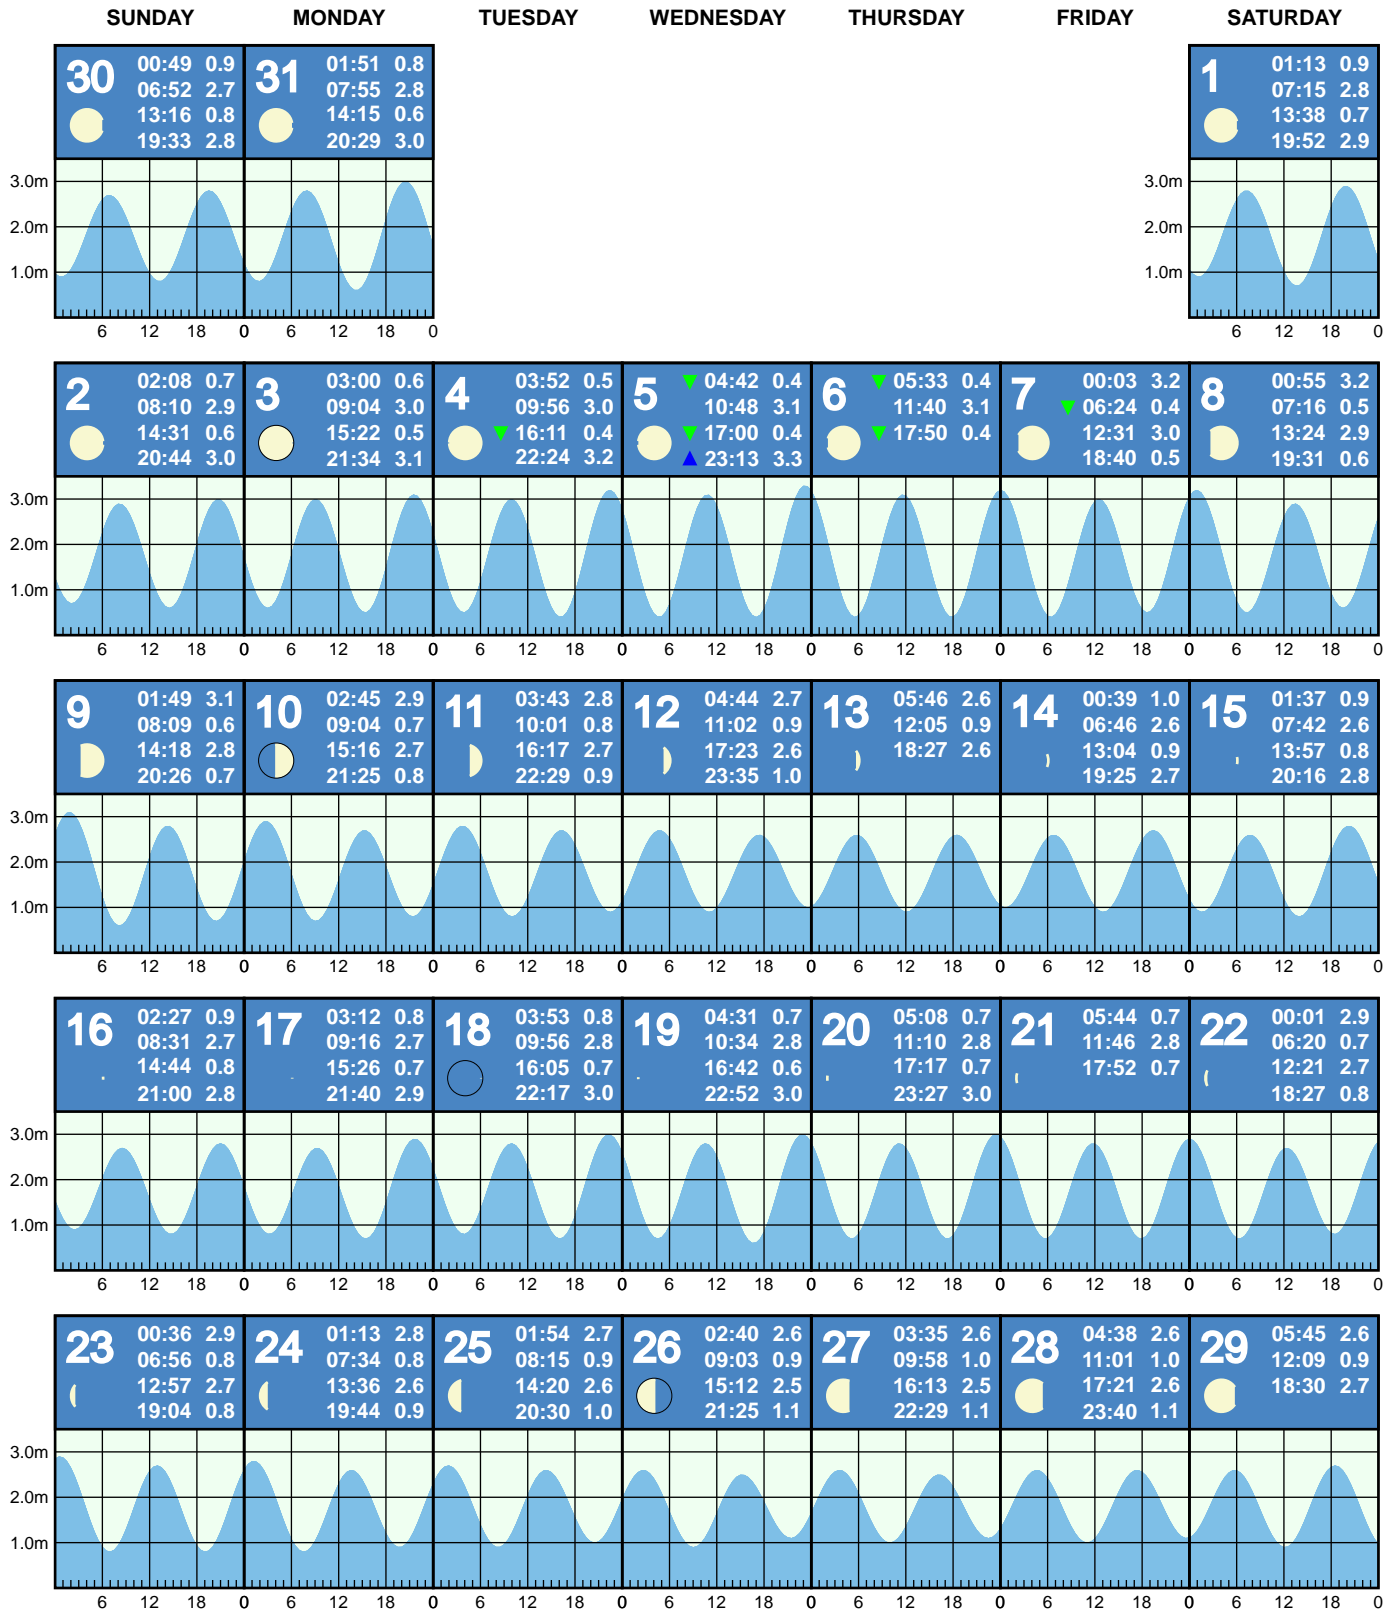 SUNDAY MONDAY TUESDAY WEDNESDAY THURSDAY FRIDAY SATURDAY
30 00:49 0.9
06:52 2.7
13:16 0.8
19:33 2.8
31 01:51 0.8
07:55 2.8
14:15 0.6
20:29 3.0
1 01:13 0.9
07:15 2.8
13:38 0.7
19:52 2.9
3.0m 3.0m
2.0m 2.0m
1.0m 1.0m
6 12 18 0 6 12 18 0 6 12 18 0
2 02:08 0.7
08:10 2.9
14:31 0.6
20:44 3.0
3 03:00 0.6
09:04 3.0
15:22 0.5
21:34 3.1
4 03:52 0.5
09:56 3.0
16:11 0.4
22:24 3.2
5 04:42 0.4
10:48 3.1
17:00 0.4
23:13 3.3
6 05:33 0.4
11:40 3.1
17:50 0.4
7 00:03 3.2
06:24 0.4
12:31 3.0
18:40 0.5
8 00:55 3.2
07:16 0.5
13:24 2.9
19:31 0.6
3.0m
2.0m
1.0m
6 12 18 0 6 12 18 0 6 12 18 0 6 12 18 0 6 12 18 0 6 12 18 0 6 12 18 0
9 01:49 3.1
08:09 0.6
14:18 2.8
20:26 0.7
10 02:45 2.9
09:04 0.7
15:16 2.7
21:25 0.8
11 03:43 2.8
10:01 0.8
16:17 2.7
22:29 0.9
12 04:44 2.7
11:02 0.9
17:23 2.6
23:35 1.0
13 05:46 2.6
12:05 0.9
18:27 2.6
14 00:39 1.0
06:46 2.6
13:04 0.9
19:25 2.7
15 01:37 0.9
07:42 2.6
13:57 0.8
20:16 2.8
3.0m
2.0m
1.0m
6 12 18 0 6 12 18 0 6 12 18 0 6 12 18 0 6 12 18 0 6 12 18 0 6 12 18 0
16 02:27 0.9
08:31 2.7
14:44 0.8
21:00 2.8
17 03:12 0.8
09:16 2.7
15:26 0.7
21:40 2.9
18 03:53 0.8
09:56 2.8
16:05 0.7
22:17 3.0
19 04:31 0.7
10:34 2.8
16:42 0.6
22:52 3.0
20 05:08 0.7
11:10 2.8
17:17 0.7
23:27 3.0
21 05:44 0.7
11:46 2.8
17:52 0.7
22 00:01 2.9
06:20 0.7
12:21 2.7
18:27 0.8
3.0m
2.0m
1.0m
6 12 18 0 6 12 18 0 6 12 18 0 6 12 18 0 6 12 18 0 6 12 18 0 6 12 18 0
23 00:36 2.9
06:56 0.8
12:57 2.7
19:04 0.8
24 01:13 2.8
07:34 0.8
13:36 2.6
19:44 0.9
25 01:54 2.7
08:15 0.9
14:20 2.6
20:30 1.0
26 02:40 2.6
09:03 0.9
15:12 2.5
21:25 1.1
27 03:35 2.6
09:58 1.0
16:13 2.5
22:29 1.1
28 04:38 2.6
11:01 1.0
17:21 2.6
23:40 1.1
29 05:45 2.6
12:09 0.9
18:30 2.7
3.0m
2.0m
1.0m
6 12 18 0 6 12 18 0 6 12 18 0 6 12 18 0 6 12 18 0 6 12 18 0 6 12 18 0